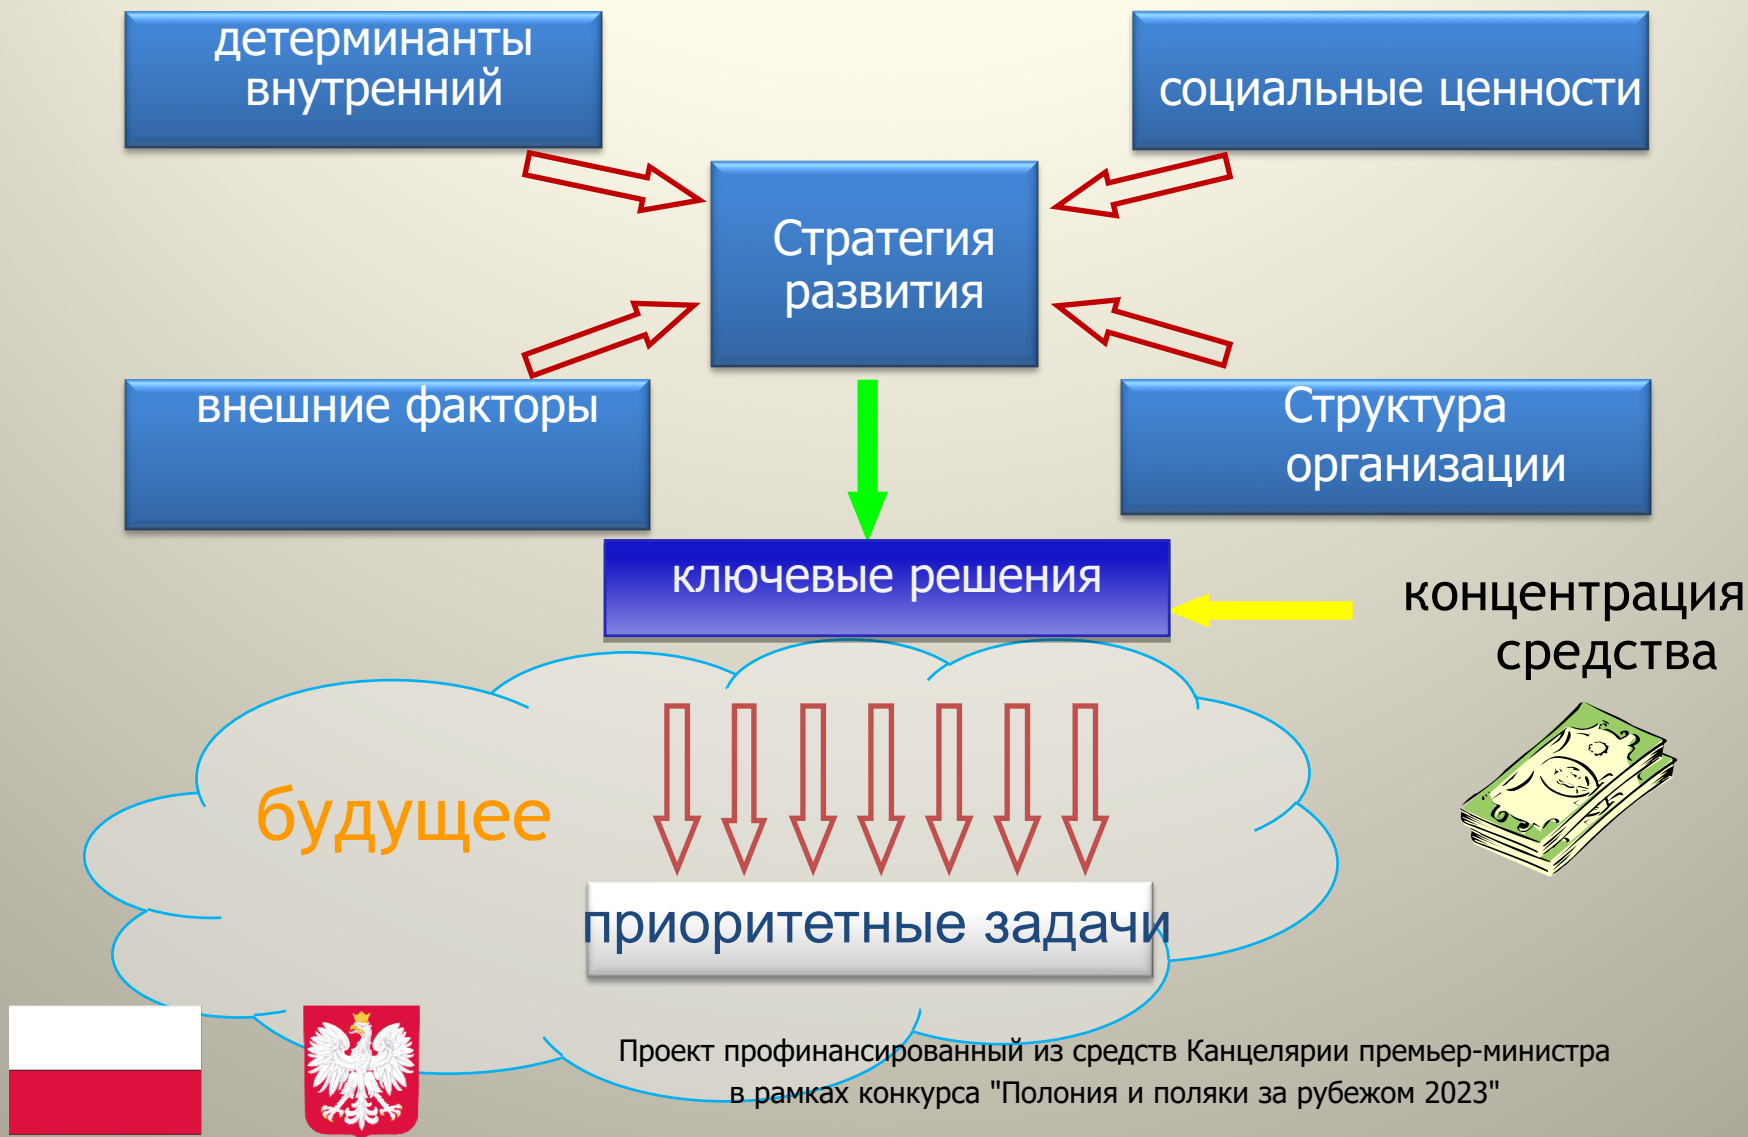 детерминанты
внутренний
социальные ценности
Стратегия
развития
внешние факторы
Структура
организации
ключевые решения
концентрация
средства
будущее
приоритетные задачи
Проект профинансированный из средств Канцелярии премьер-министра
в рамках конкурса "Полония и поляки за рубежом 2023"